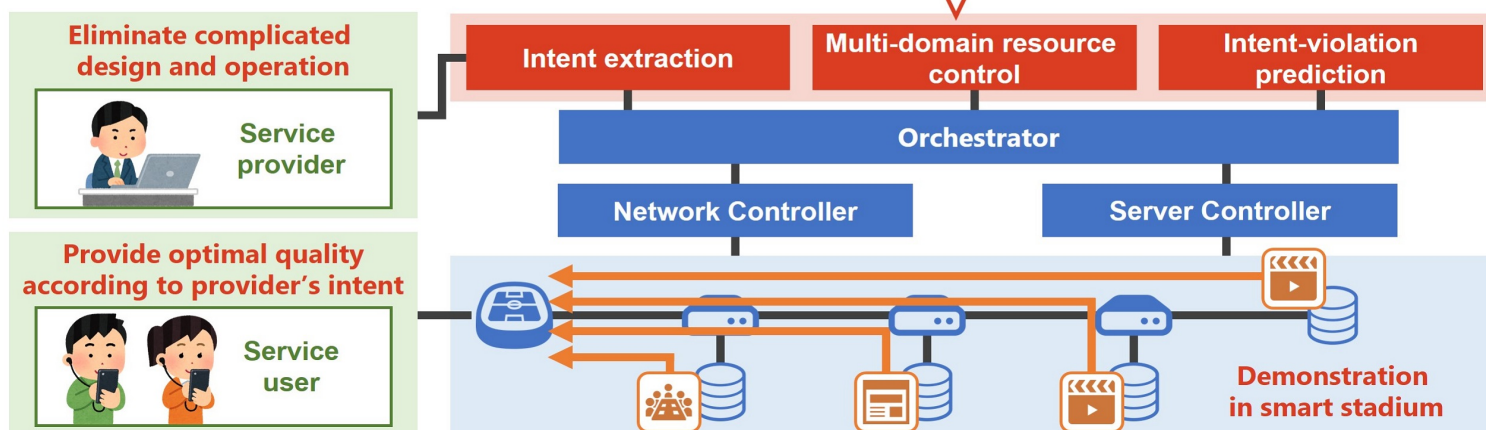 Eliminate complicated
design and operation
Service
provider
Intent extraction
Multi-domain resource
control
Intent-violation
prediction
Orchestrator
Network Controller
Server Controller
Provide optimal quality
according to provider's intent
Service
user
Demonstration
in smart stadium